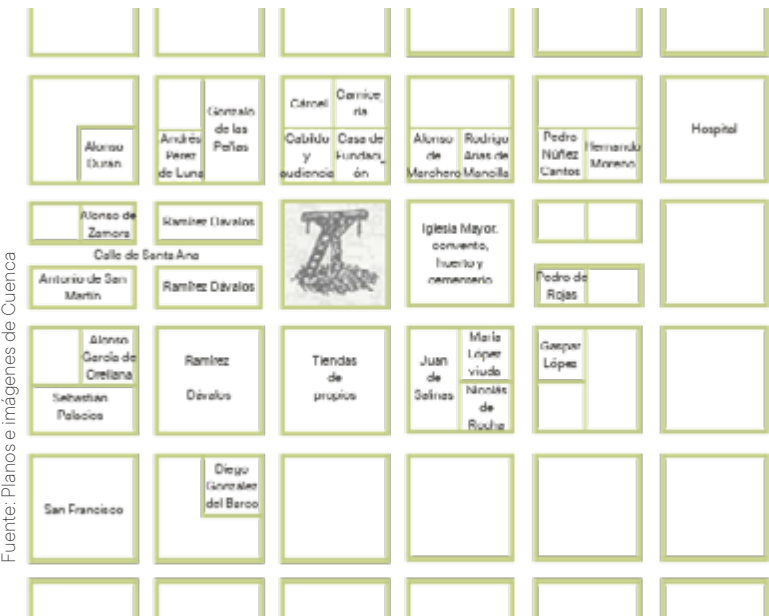 Gonzalo
de las
Peñas
Cárcel
Carnice
ría
Hospital
Alonso
Duran
Andrés
Perez
de Luna
Cabildo
y
audiencia
Casa de
Fundaci
ón
Alonso
de
Marchero
Rodrigo
Arias de
Mansilla
Pedro
Núñez
Cantos
Hernando
Moreno
Alonso de
Zamora
Ramírez Dávalos
Iglesia Mayor.
convento,
huerto y
cementerio
Calle de Santa Ana
Antonio de San
Martín
Ramírez Dávalos
Pedro de
Rojas
Alonso
García de
Orellana
Sebastian
Palacios
Ramírez
Dávalos
Tiendas
de
propios
Juan
de
Salinas
María
López
viuda
Nicolás
de
Rocha
Gaspar
López
San Francisco
Diego
Gonzalez
del Barco
Fuente: Planos e imágenes de Cuenca